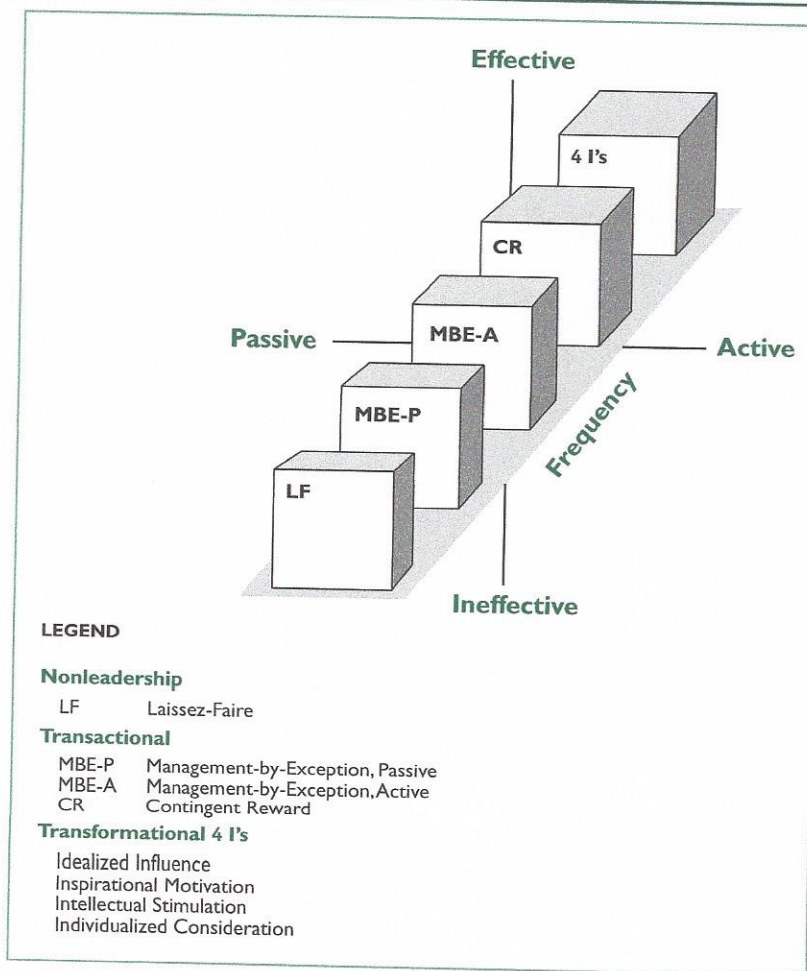 Effective
4 I's
CR
Passive
MBE-A
Active
MBE-P
Frequency
LF
Ineffective
LEGEND
Nonleadership
LF Laissez-Faire
Transactional
MBE-P Management-by-Exception, Passive
MBE-A Management-by-Exception, Active
CR Contingent Reward
Transformational 4 I's
Idealized Influence
Inspirational Motivation
Intellectual Stimulation
Individualized Consideration